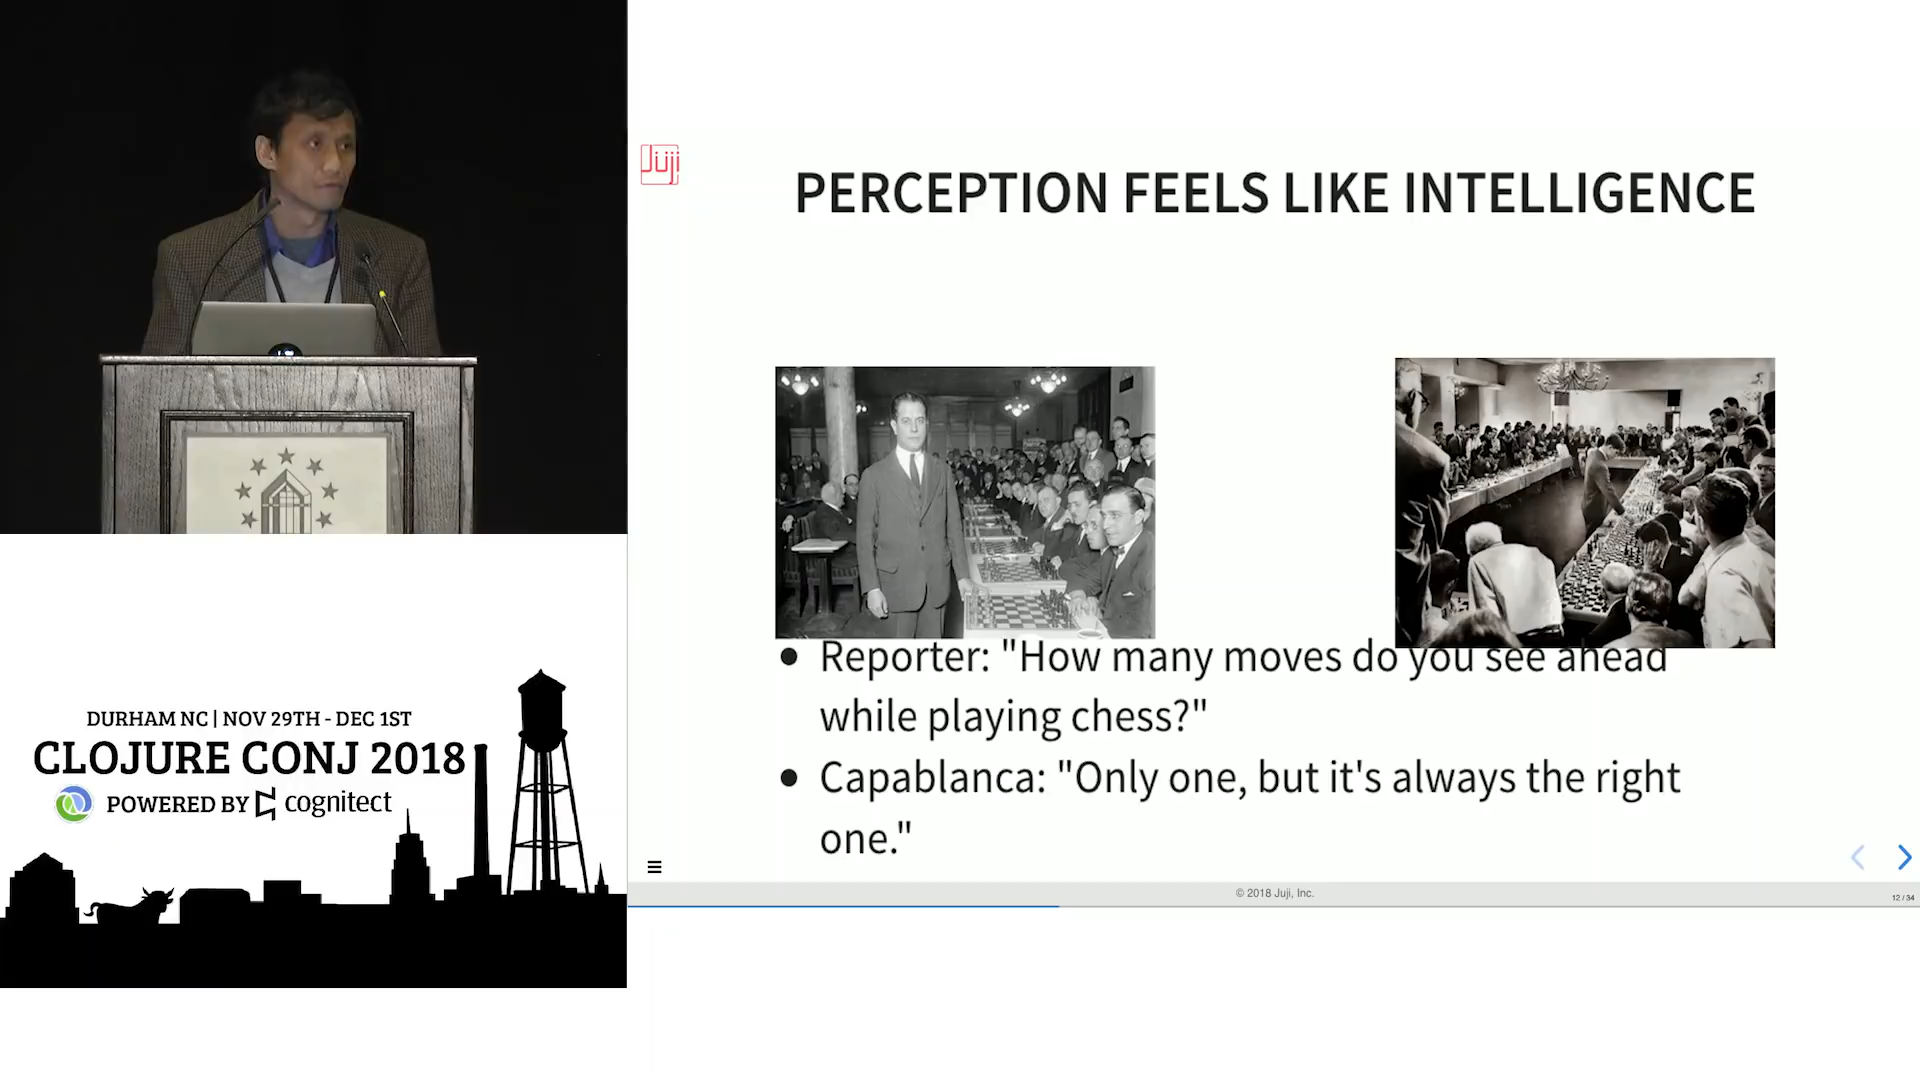 Juji
PERCEPTION FEELS LIKE INTELLIGENCE
• Reporter: "How many moves do you see ahead
while playing chess?"
• Capablanca: "Only one, but it's always the right
one."
© 2018 Juji, Inc.
12 / 34
DURHAM NC | NOV 29TH - DEC 1ST
CLOJURE CONJ 2018
POWERED BY cognitect